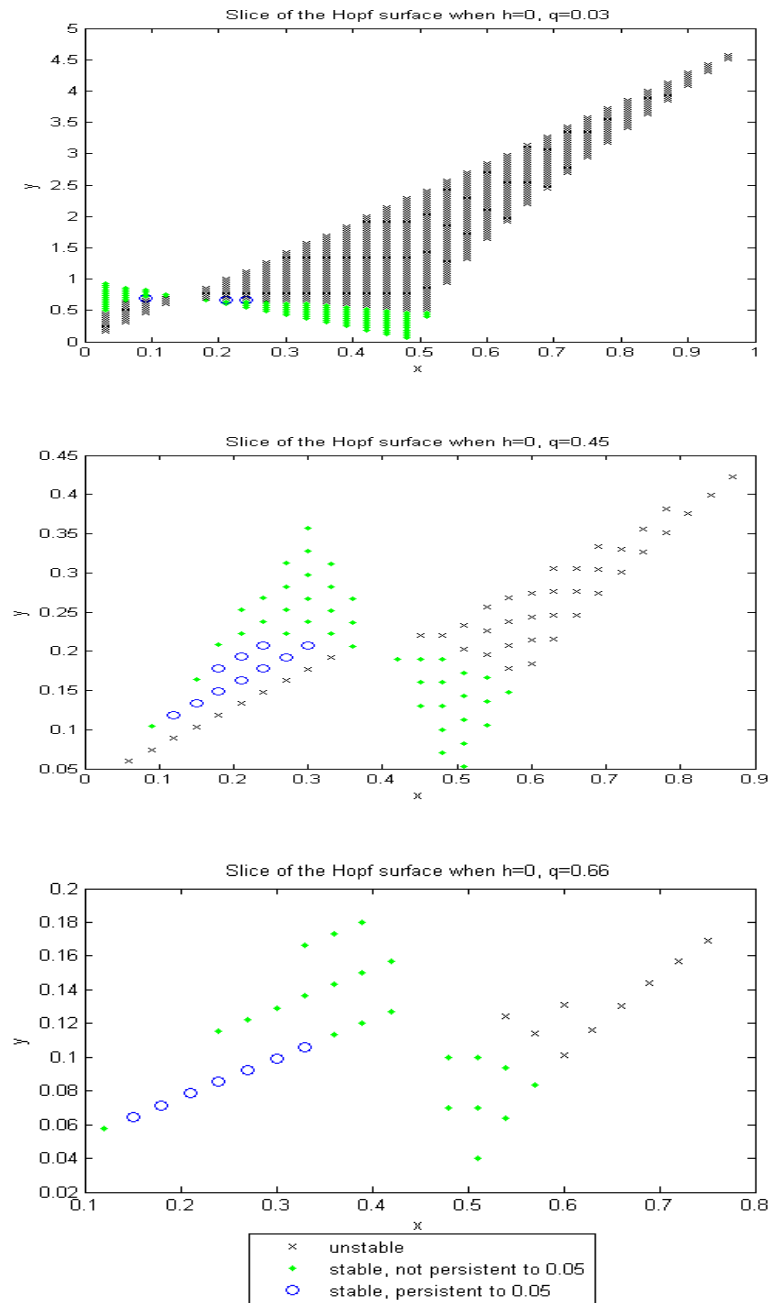 Slice of the Hopf surface when h=0, q=0.03
5
4.5
4
3.5
3
2.5
2
1.5
1
0.5
0
y
0 0.1 0.2 0.3 0.4 0.5 0.6 0.7 0.8 0.9 1
x
Slice of the Hopf surface when h=0, q=0.45
0.45
0.4
0.35
0.3
0.25
0.2
0.15
0.1
0.05
y
0 0.1 0.2 0.3 0.4 0.5 0.6 0.7 0.8 0.9
x
Slice of the Hopf surface when h=0, q=0.66
0.2
0.18
0.16
0.14
0.12
0.1
0.08
0.06
0.04
0.02
y
0.1 0.2 0.3 0.4 0.5 0.6 0.7 0.8
x
unstable
stable, not persistent to 0.05
stable, persistent to 0.05